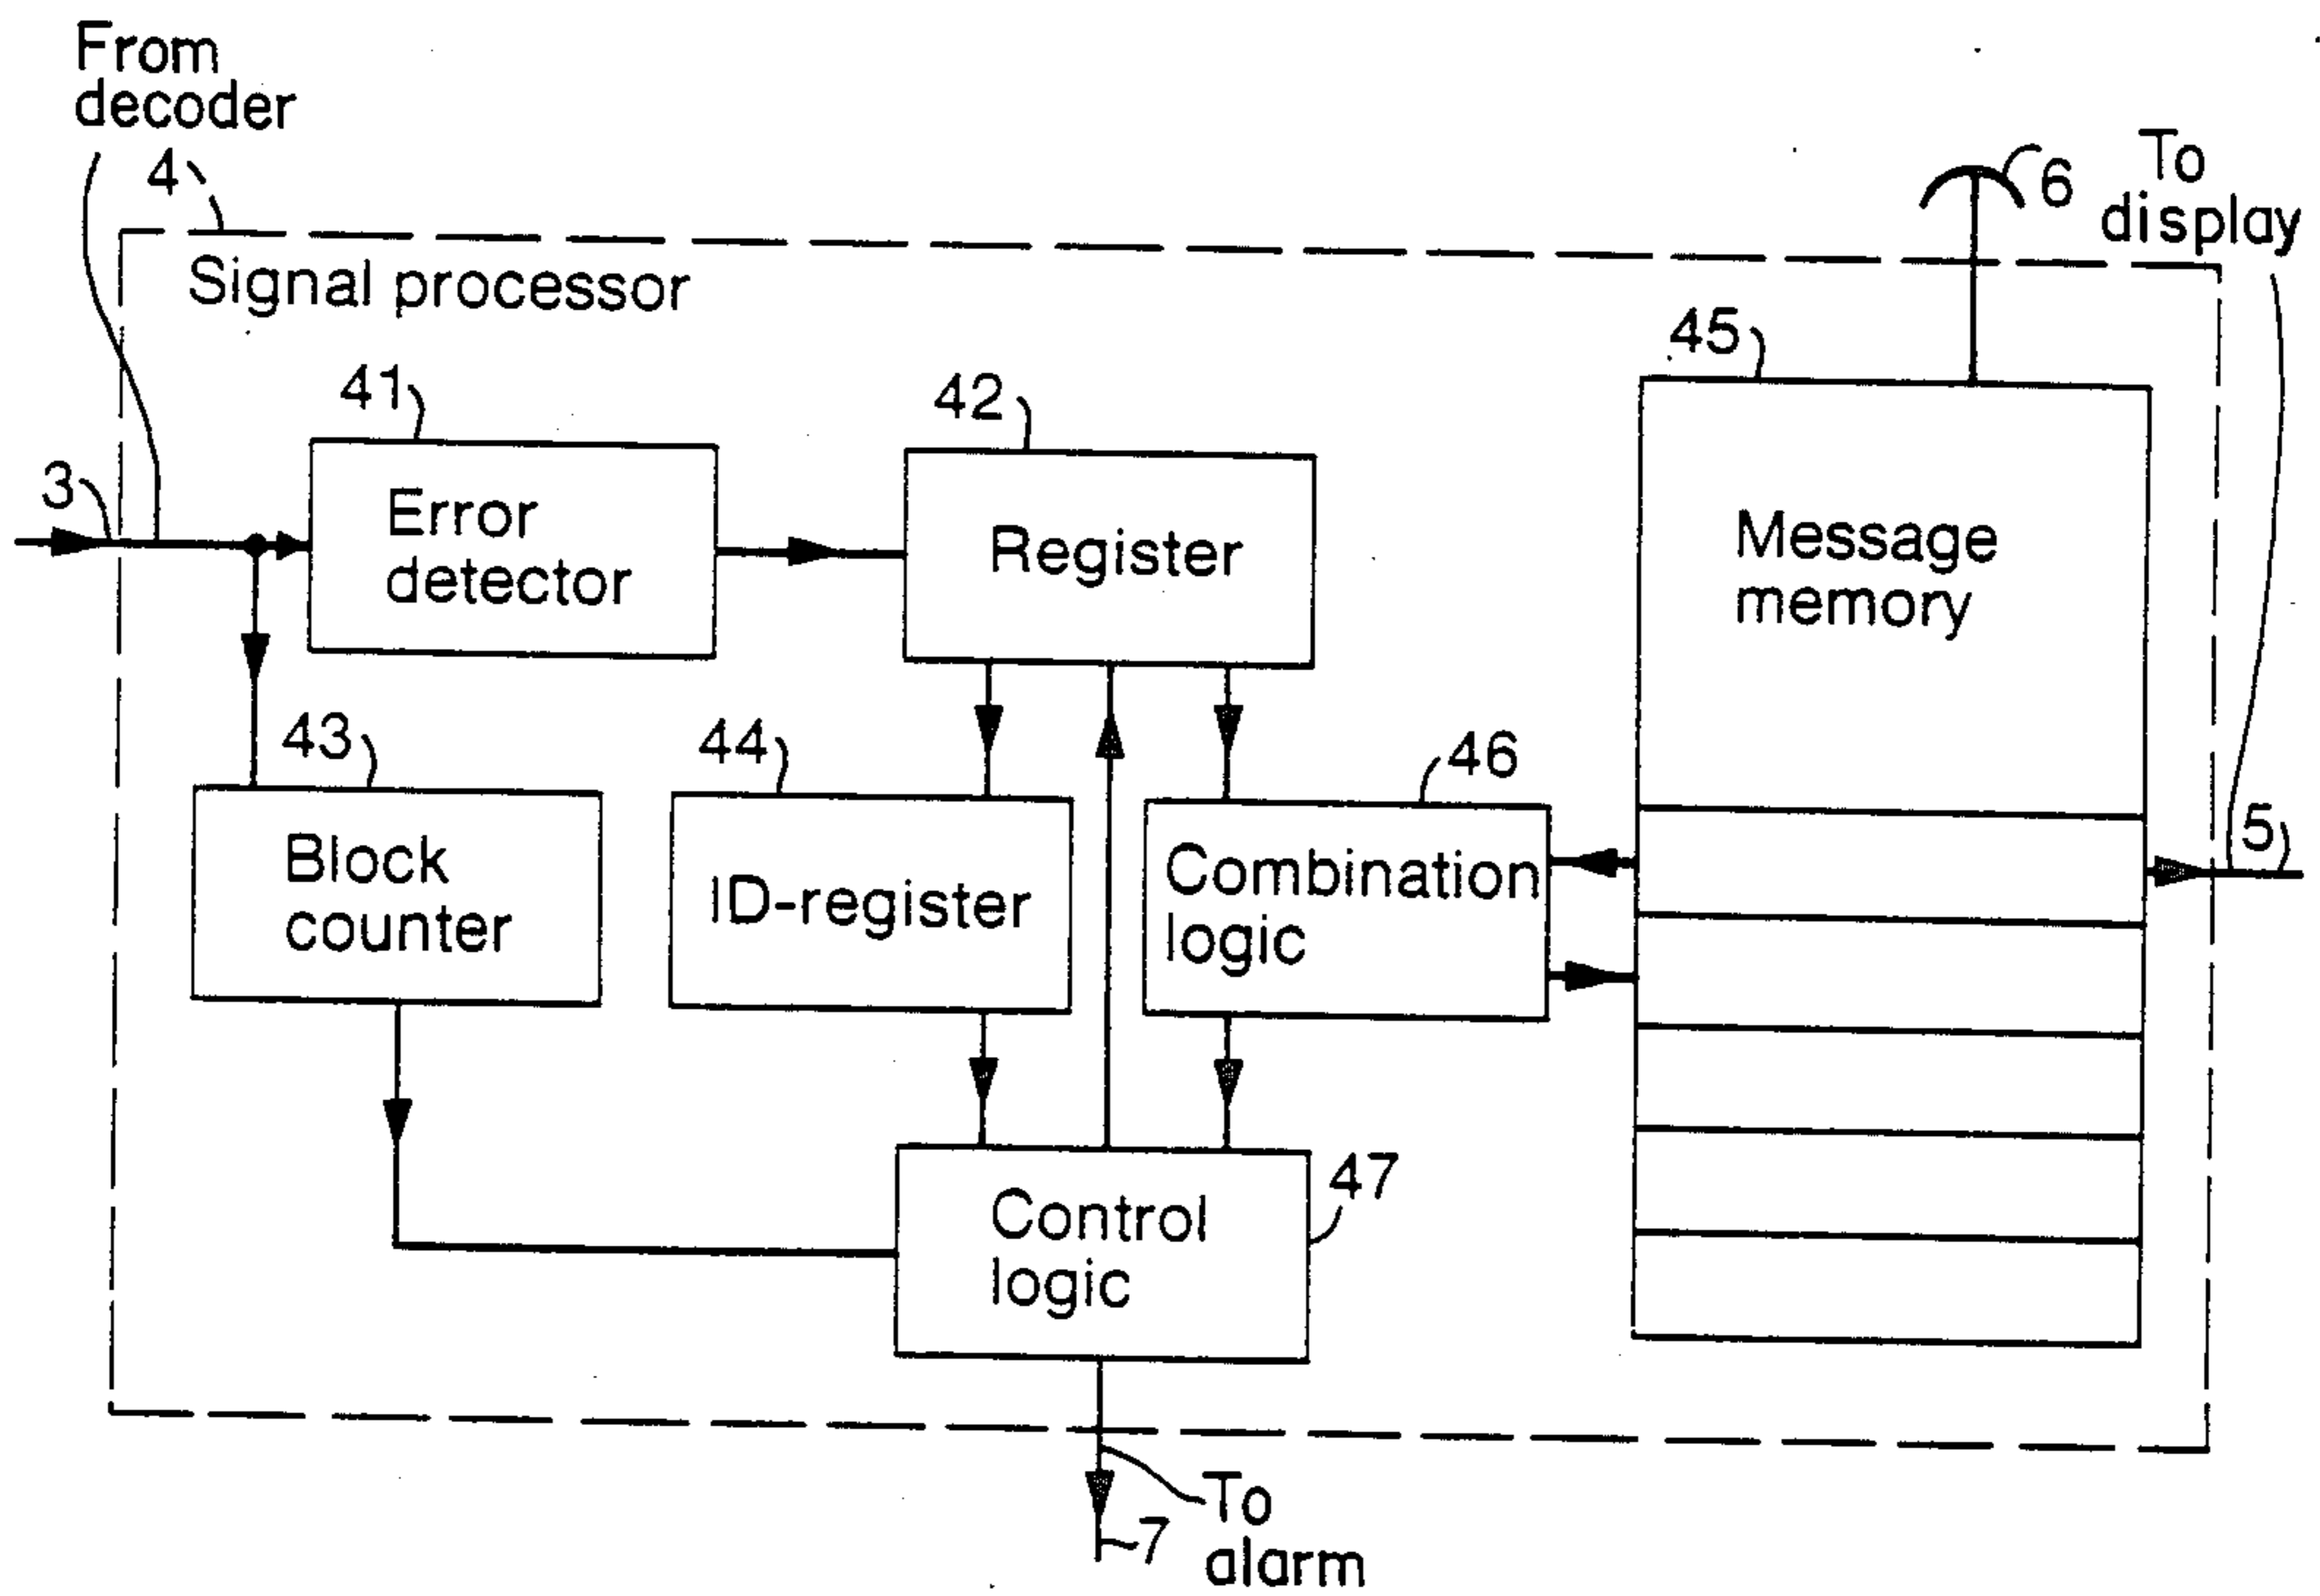 From
decoder
4
6
To
display
Signal processor
45
41
42
3
Error
detector
Register
Message
memory
43
44
46
5
Block
counter
ID-register
Combination
logic
47
Control
logic
To
alarm
7